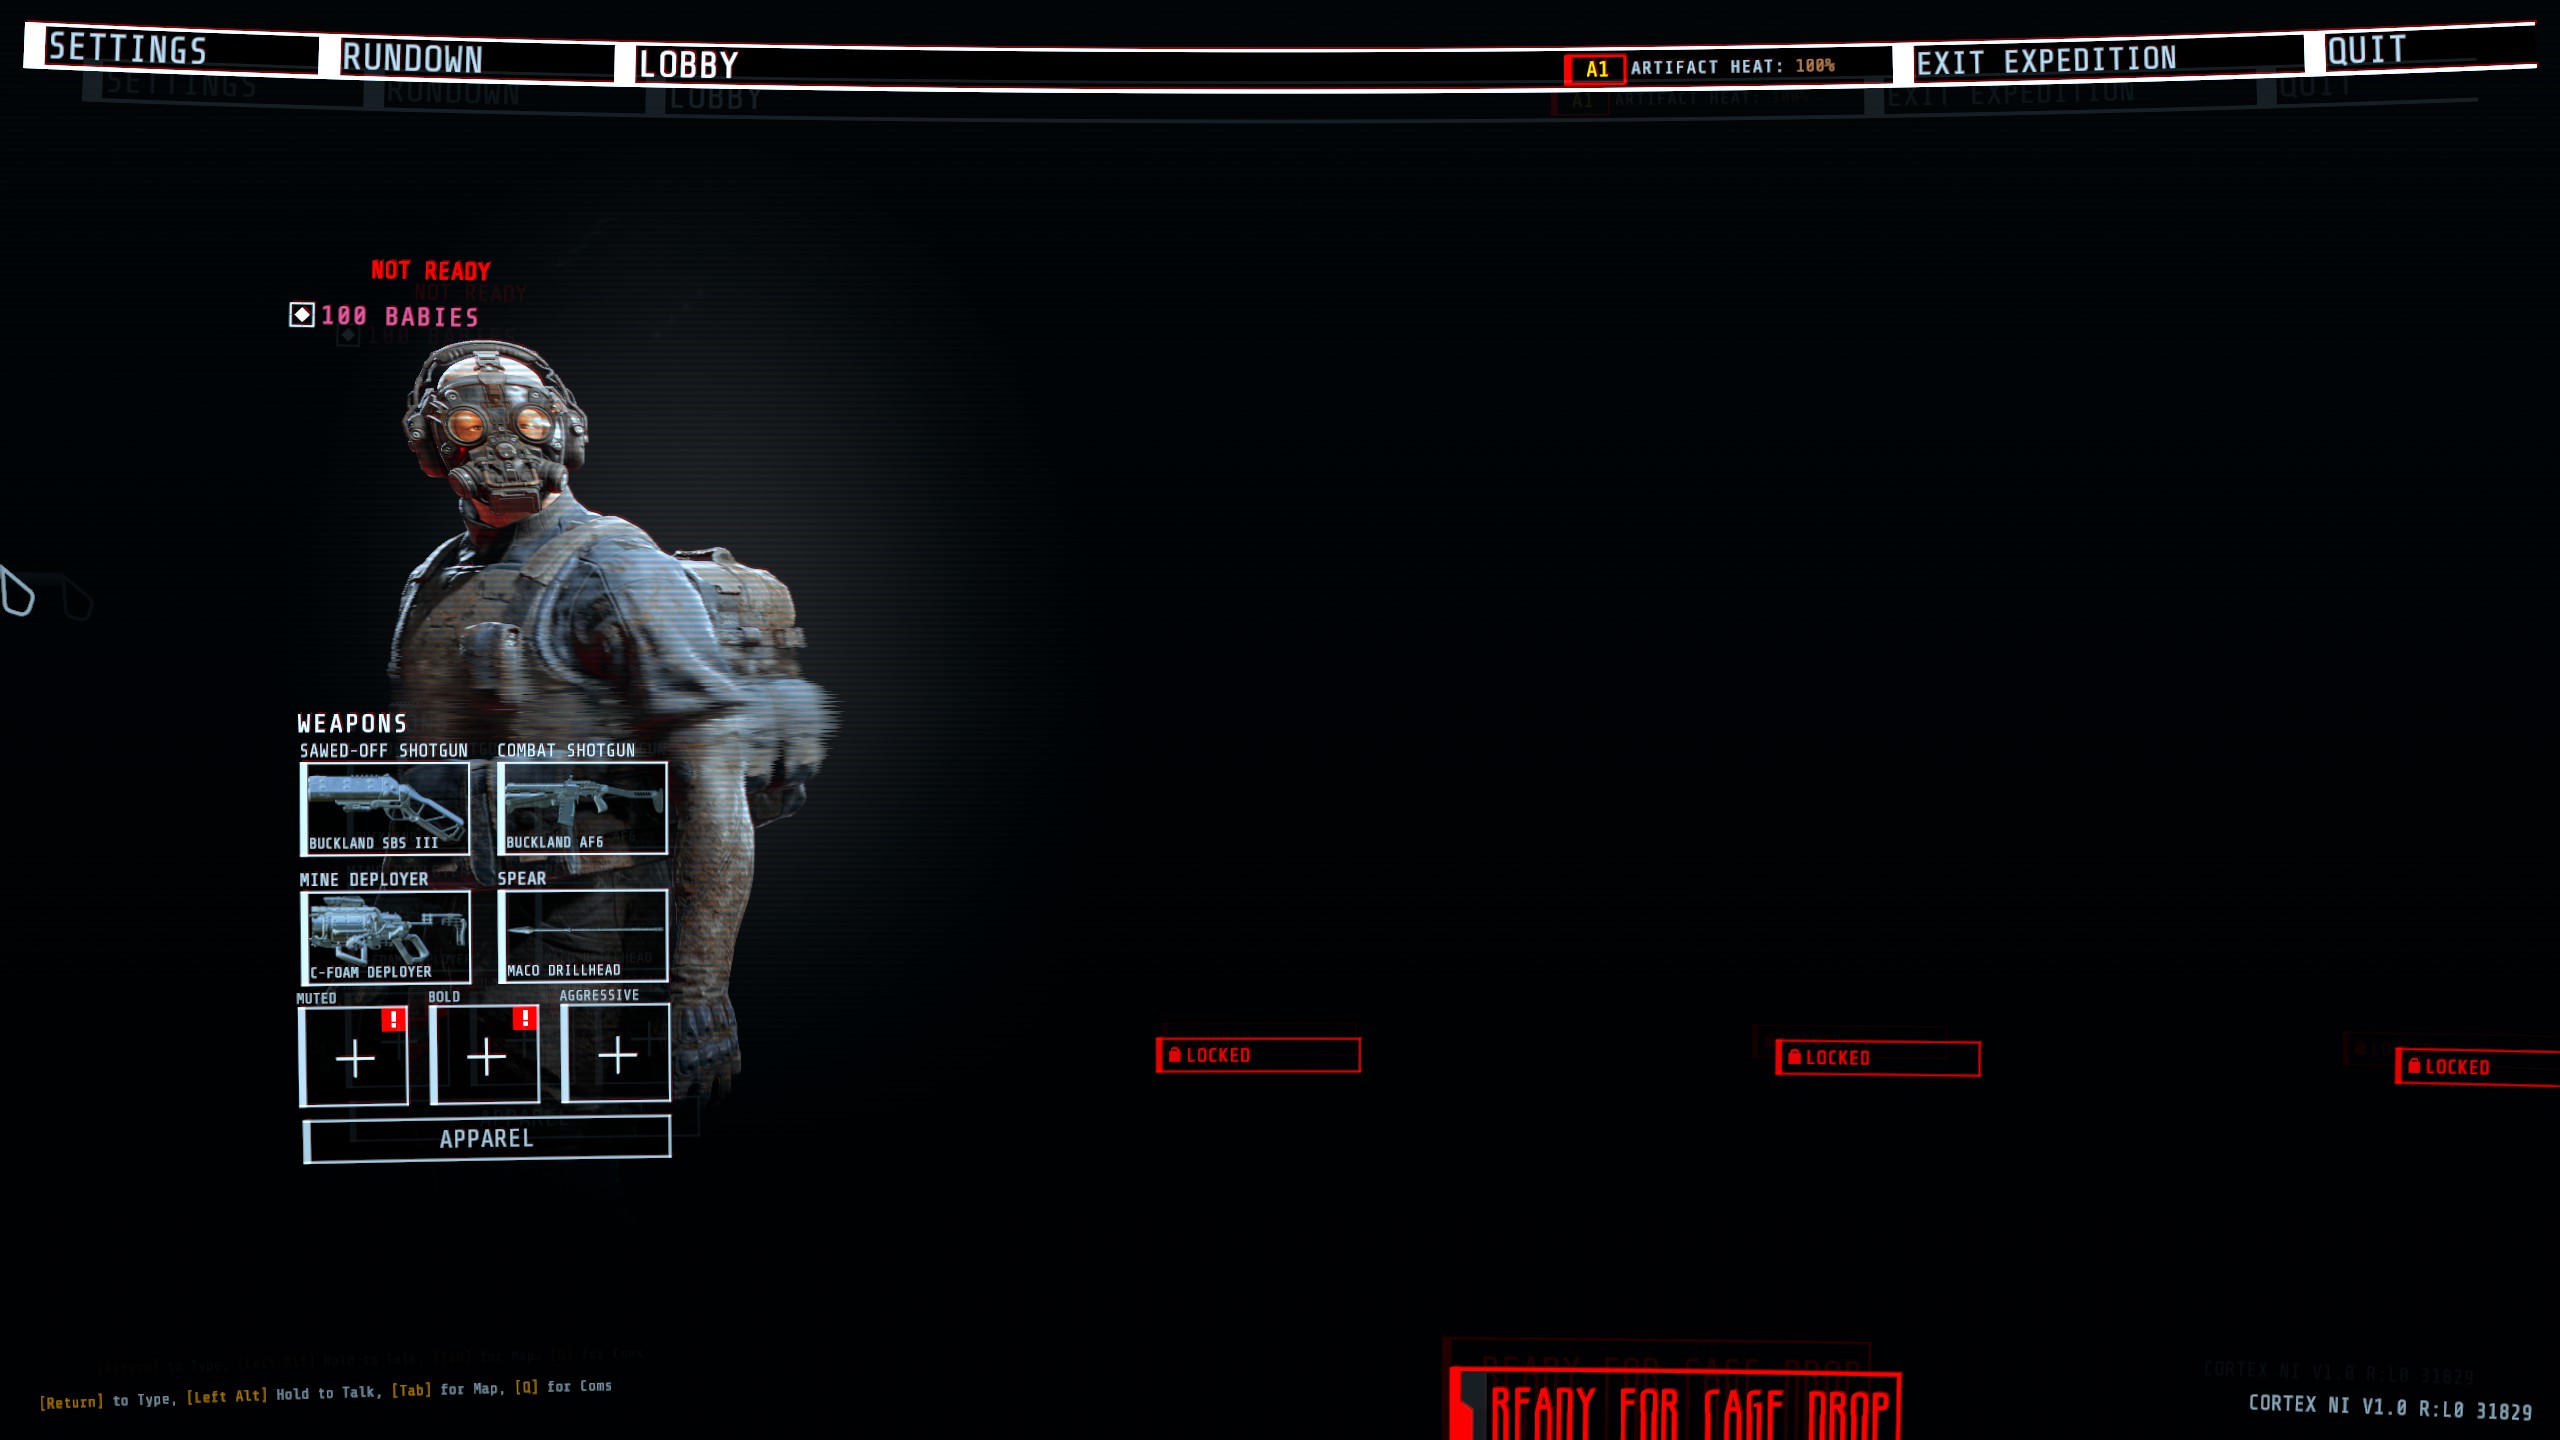 SETTINGS
RUNDOWN
LOBBY
A1 ARTIFACT HEAT: 100%
EXIT EXPEDITION
QUIT
NOT READY
100 BABIES
WEAPONS
SAWED-OFF SHOTGUN
BUCKLAND SBS III
COMBAT SHOTGUN
BUCKLAND AF6
MINE DEPLOYER
C-FOAM DEPLOYER
SPEAR
MACO DRILLHEAD
MUTED
BOLD
AGGRESSIVE
APPAREL
LOCKED
LOCKED
LOCKED
READY FOR CAGE DROP
[Return] to Type, [Left Alt] Hold to Talk, [Tab] for Map, [Q] for Coms
CORTEX NI V1.0 R:L0 31829